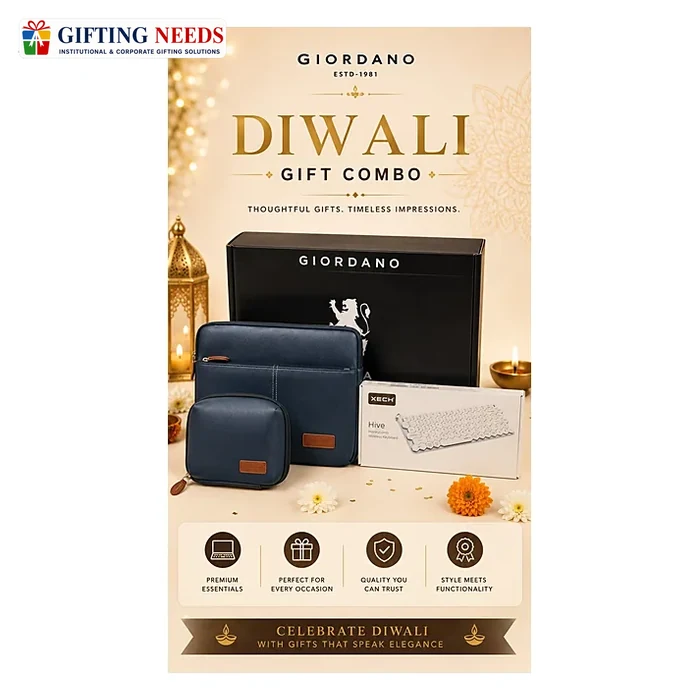 GIFTING NEEDS
INSTITUTIONAL & CORPORATE GIFTING SOLUTIONS
GIORDANO
ESTD-1981
DIWALI
GIFT COMBO
THOUGHTFUL GIFTS. TIMELESS IMPRESSIONS.
GIORDANO
XECH
Hive
PREMIUM
ESSENTIALS
PERFECT FOR
EVERY OCCASION
QUALITY YOU
CAN TRUST
STYLE MEETS
FUNCTIONALITY
CELEBRATE DIWALI
WITH GIFTS THAT SPEAK ELEGANCE